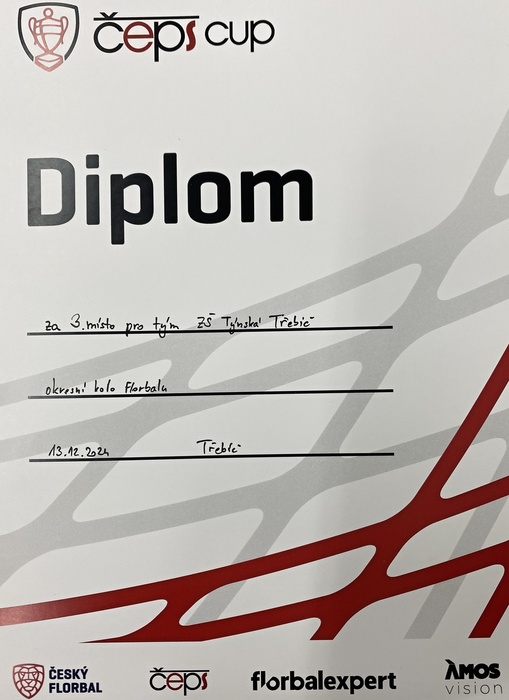 čeps cup
Diplom
za 3. místo pro tým ZŠ Týnská Třebíč
okresní kolo Florbalu
13.12.2024 Třebíč
ČESKÝ FLORBAL
čeps
florbalexpert
ÀMOS vision